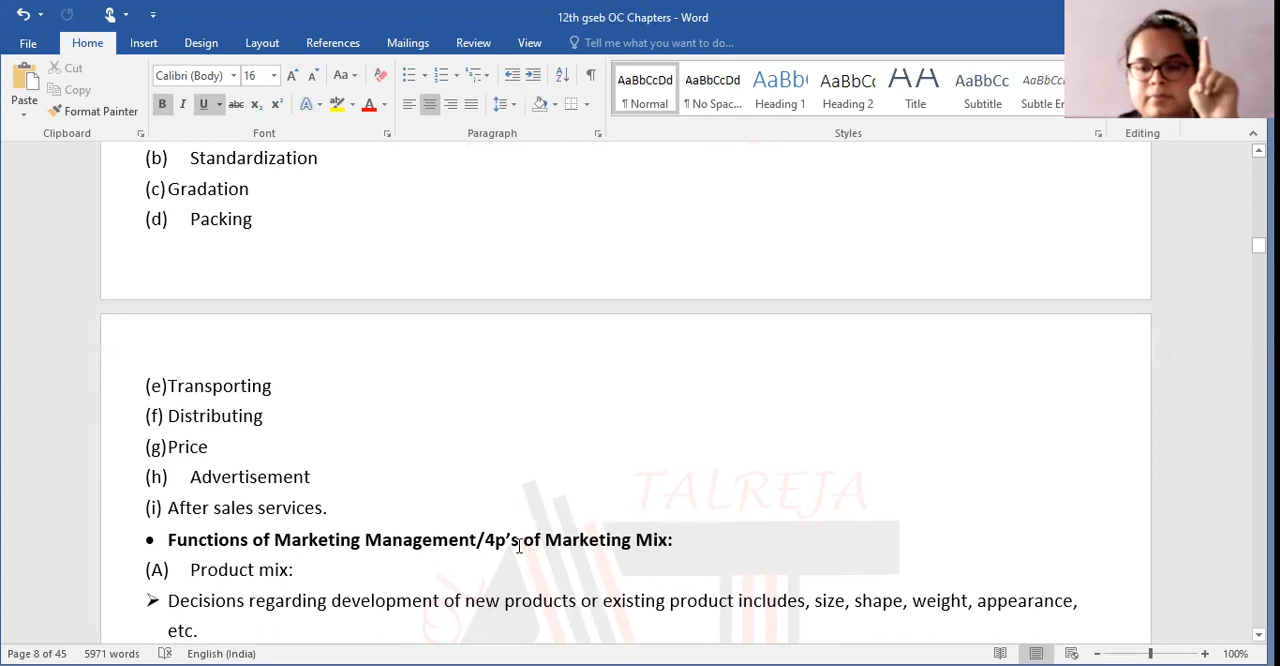 12th gseb OC Chapters - Word
File Home Insert Design Layout References Mailings Review View Tell me what you want to do...
Paste
Cut
Copy
Format Painter
Calibri (Body) 16
Aa
B I U abc X₂ X²
A
AaBbCcDd AaBbCcDd AaBb( AaBbCc AA AaBbCc AaBbCcDd
¶ Normal ¶ No Spac... Heading 1 Heading 2 Title Subtitle Subtle Em
Clipboard Font Paragraph Styles Editing
(b) Standardization
(c) Gradation
(d) Packing
(e) Transporting
(f) Distributing
(g) Price
(h) Advertisement
(i) After sales services.
TALREJA
• Functions of Marketing Management/4p’s of Marketing Mix:
(A) Product mix:
➢ Decisions regarding development of new products or existing product includes, size, shape, weight, appearance,
etc.
Page 8 of 45 5971 words English (India) 100%